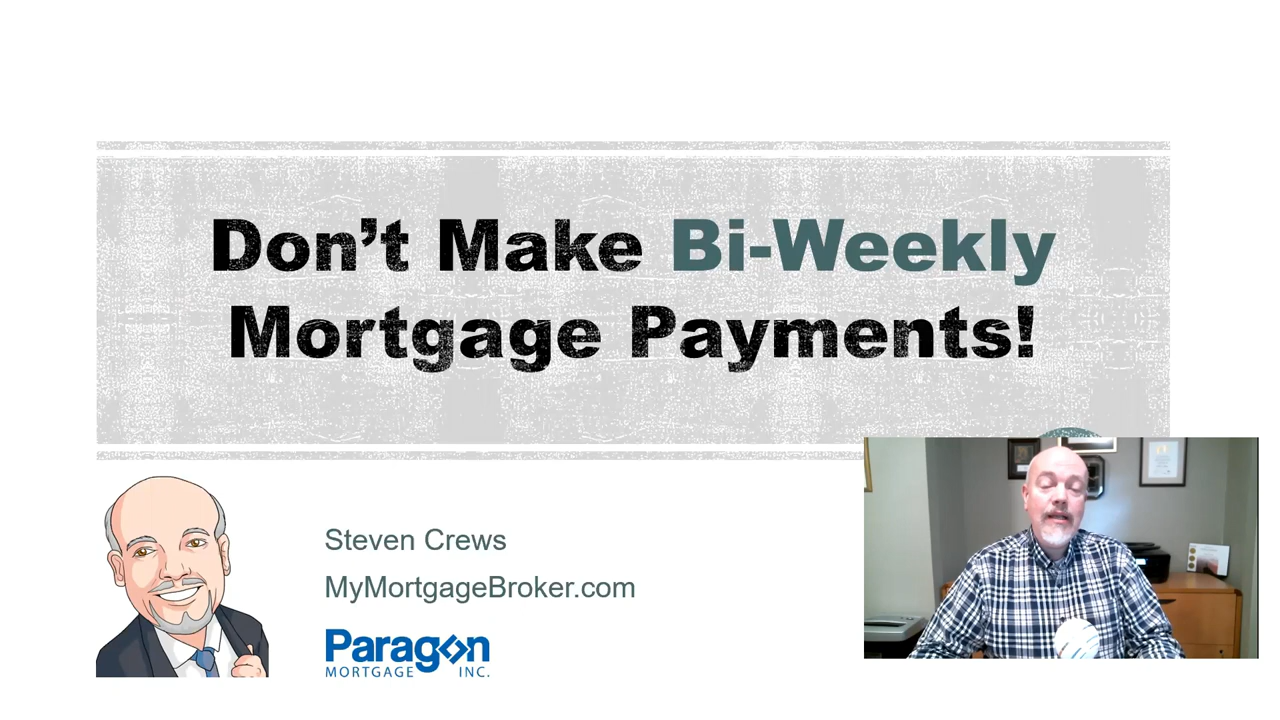 Don’t Make Bi-Weekly
Mortgage Payments!
Steven Crews
MyMortgageBroker.com
Paragon
MORTGAGE INC.